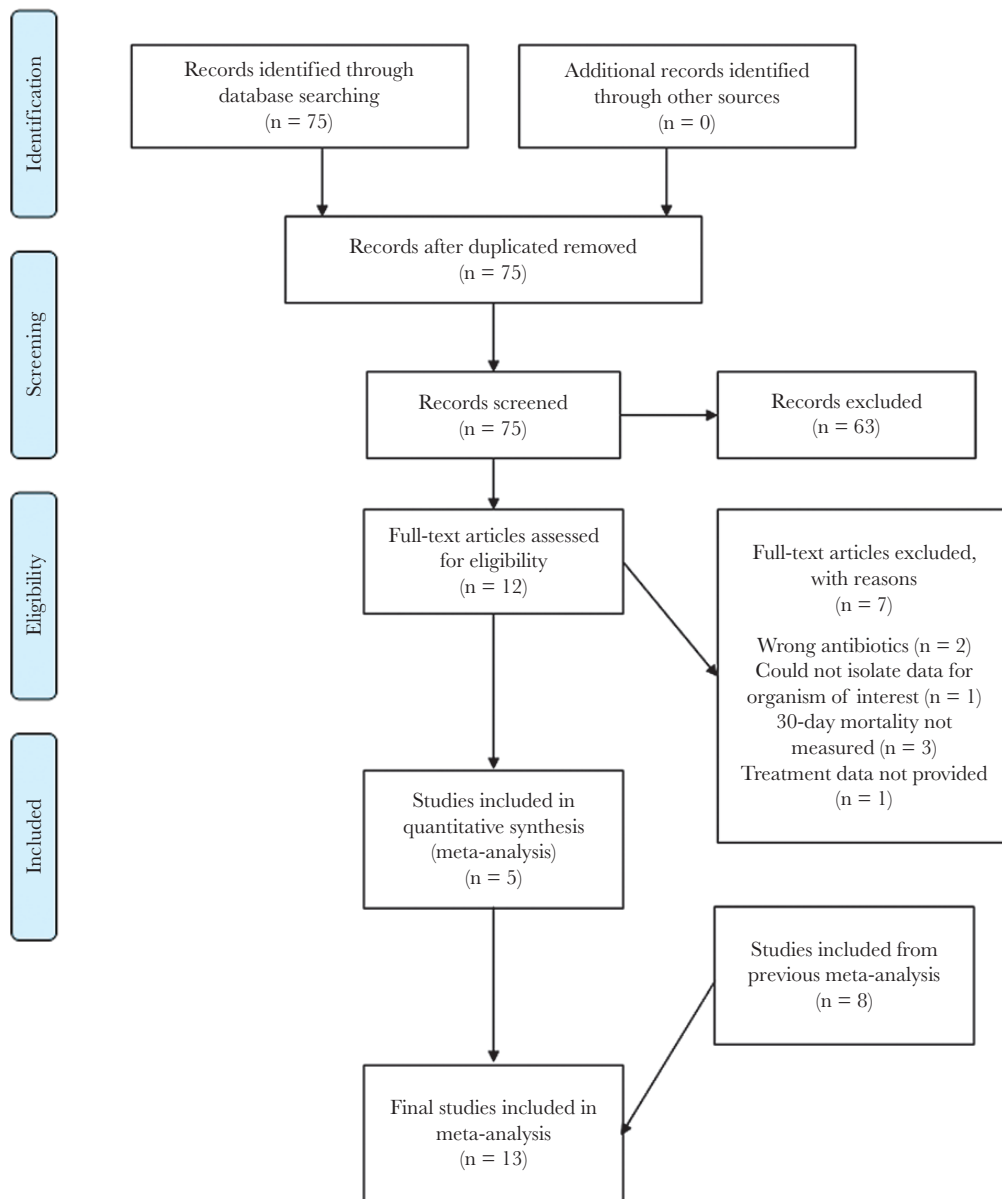 Identification
Records identified through
database searching
(n = 75)
Additional records identified
through other sources
(n = 0)
Records after duplicated removed
(n = 75)
Screening
Records screened
(n = 75)
Records excluded
(n = 63)
Eligibility
Full-text articles assessed
for eligibility
(n = 12)
Full-text articles excluded,
with reasons
(n = 7)
Wrong antibiotics (n = 2)
Could not isolate data for
organism of interest (n = 1)
30-day mortality not
measured (n = 3)
Treatment data not provided
(n = 1)
Included
Studies included in
quantitative synthesis
(meta-analysis)
(n = 5)
Studies included from
previous meta-analysis
(n = 8)
Final studies included in
meta-analysis
(n = 13)